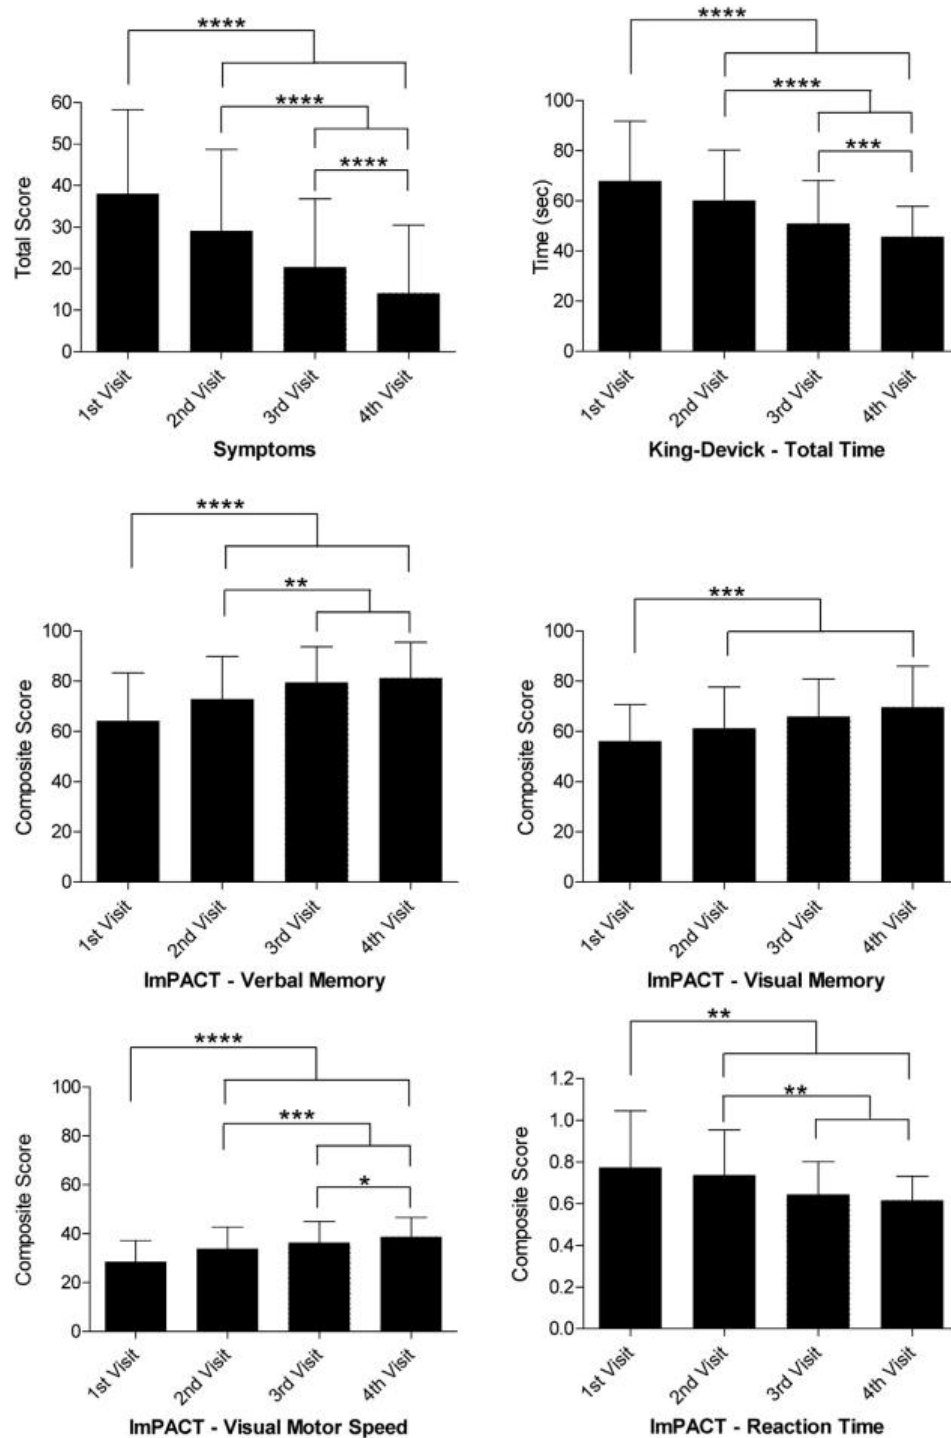 ****
****
****
Total Score
60
50
40
30
20
10
0
1st Visit
2nd Visit
3rd Visit
4th Visit
Symptoms
****
****
***
Time (sec)
100
80
60
40
20
0
1st Visit
2nd Visit
3rd Visit
4th Visit
King-Devick - Total Time
****
**
Composite Score
100
80
60
40
20
0
1st Visit
2nd Visit
3rd Visit
4th Visit
ImPACT - Verbal Memory
***
Composite Score
100
80
60
40
20
0
1st Visit
2nd Visit
3rd Visit
4th Visit
ImPACT - Visual Memory
****
***
*
Composite Score
100
80
60
40
20
0
1st Visit
2nd Visit
3rd Visit
4th Visit
ImPACT - Visual Motor Speed
**
**
Composite Score
1.2
1.0
0.8
0.6
0.4
0.2
0.0
1st Visit
2nd Visit
3rd Visit
4th Visit
ImPACT - Reaction Time